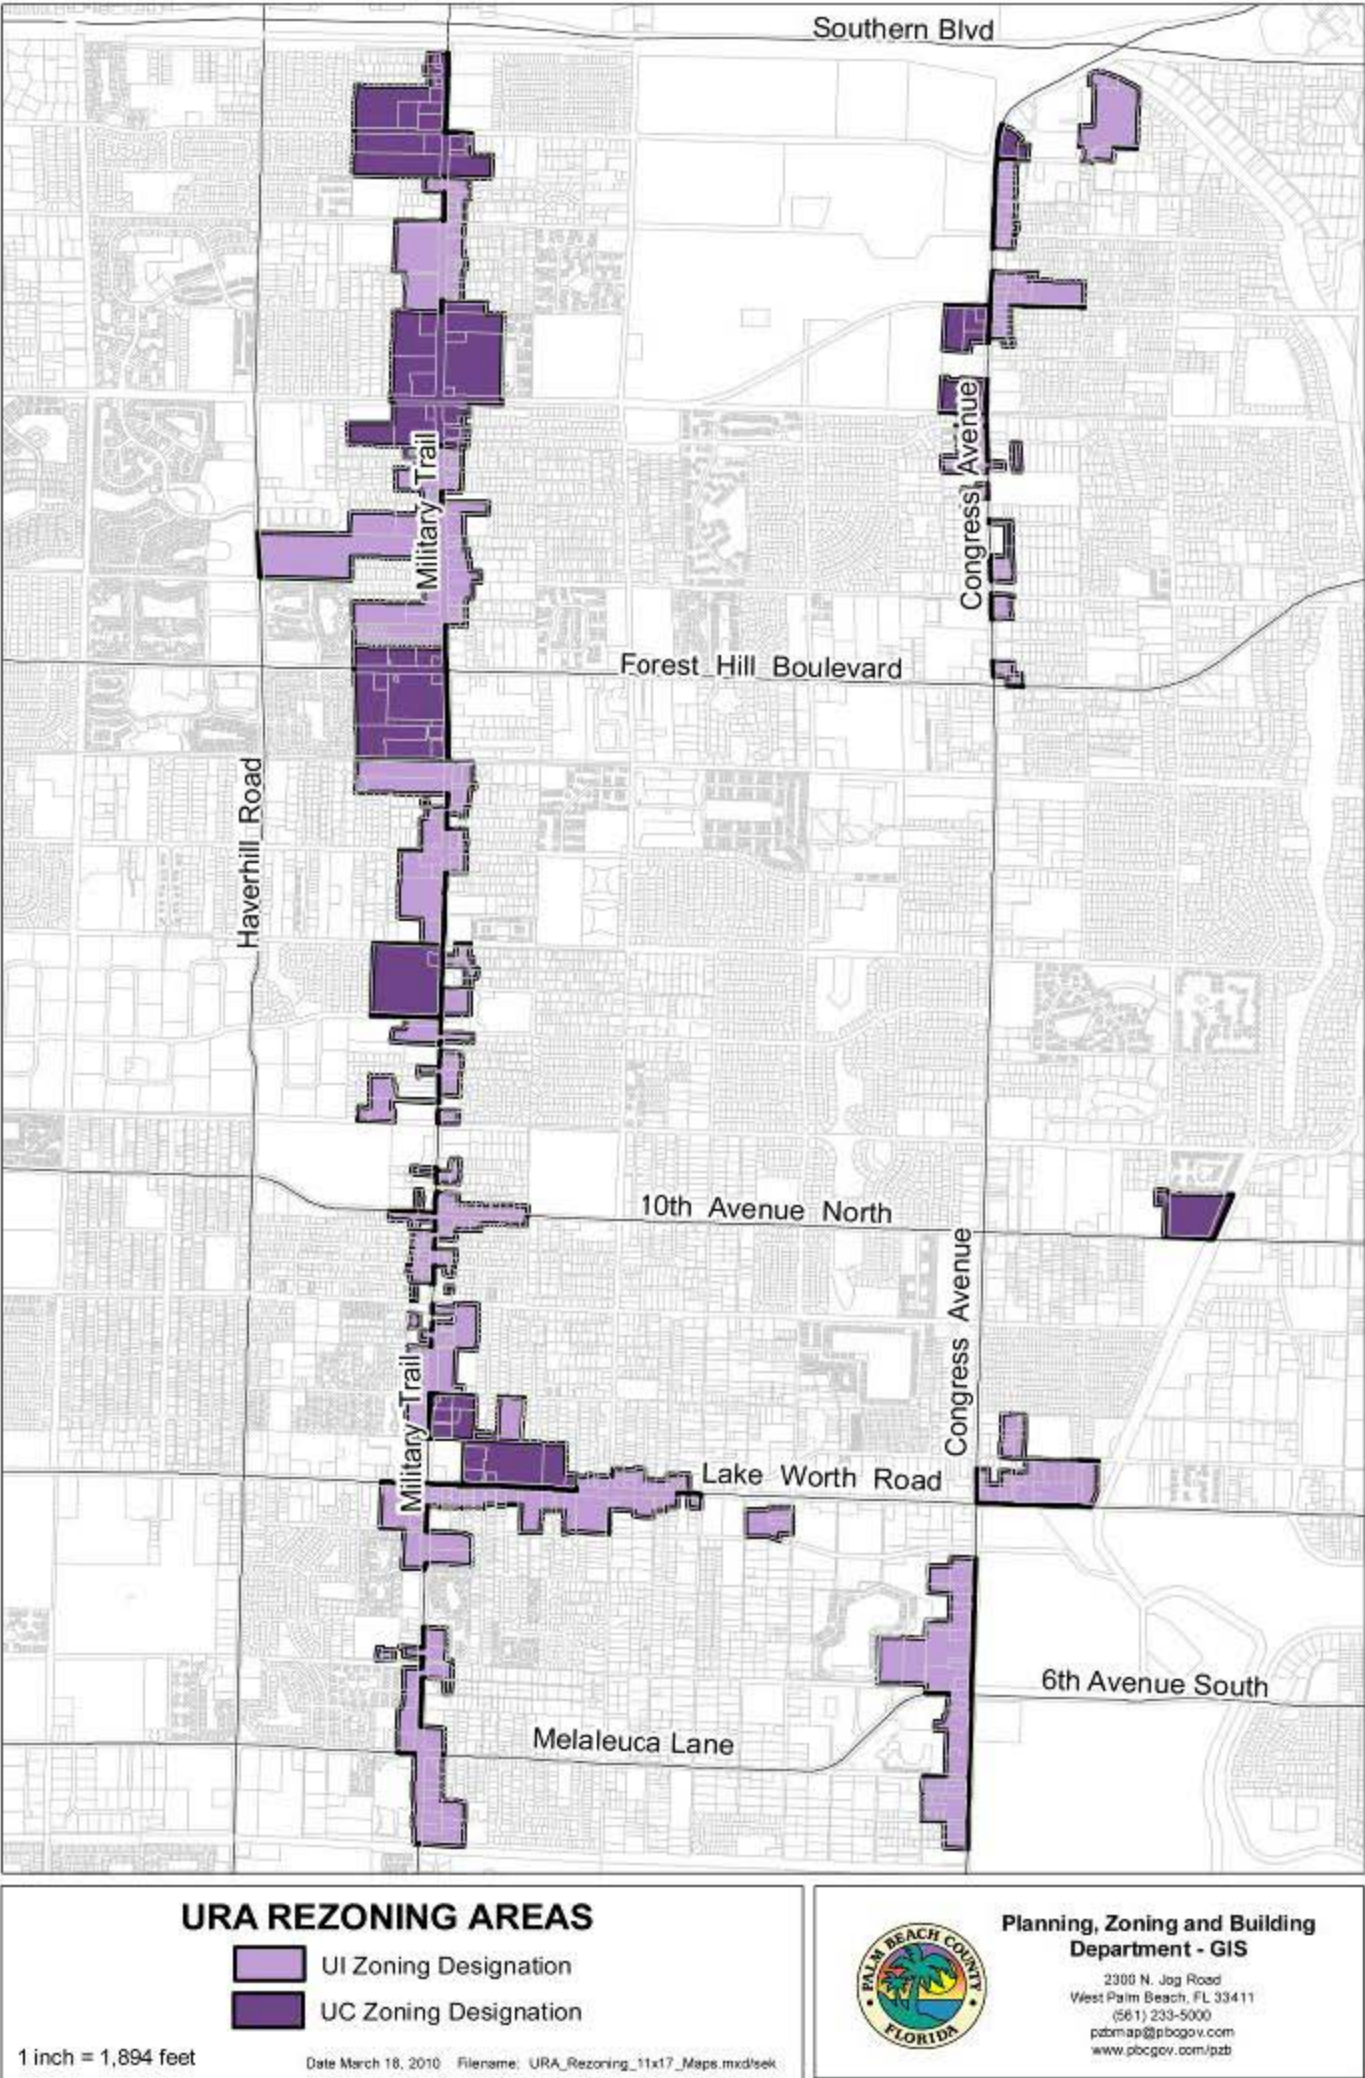 Southern Blvd
Military Trail
Congress Avenue
Forest Hill Boulevard
Haverhill Road
10th Avenue North
Congress Avenue
Military Trail
Lake Worth Road
6th Avenue South
Melaleuca Lane
URA REZONING AREAS
UI Zoning Designation
UC Zoning Designation
1 inch = 1,894 feet
Date March 18, 2010 Filename: URA_Rezoning_11x17_Maps.mxd/sek
PALM BEACH COUNTY
FLORIDA
Planning, Zoning and Building
Department - GIS
2300 N. Jog Road
West Palm Beach, FL 33411
(561) 233-5000
pzbmap@pbcgov.com
www.pbcgov.com/pzb